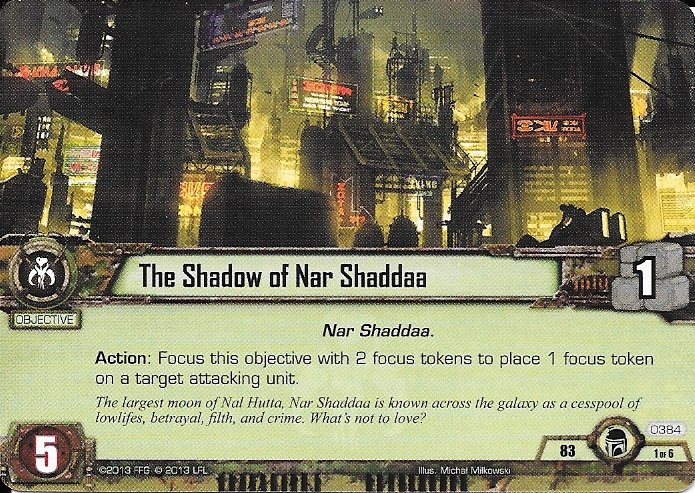 The Shadow of Nar Shaddaa
1
OBJECTIVE
Nar Shaddaa.
Action: Focus this objective with 2 focus tokens to place 1 focus token
on a target attacking unit.
The largest moon of Nal Hutta, Nar Shaddaa is known across the galaxy as a cesspool of
lowlifes, betrayal, filth, and crime. What's not to love?
0384
5
83
1 OF 6
©2013 FFG © 2013 LFL
Illus. Michał Miłkowski